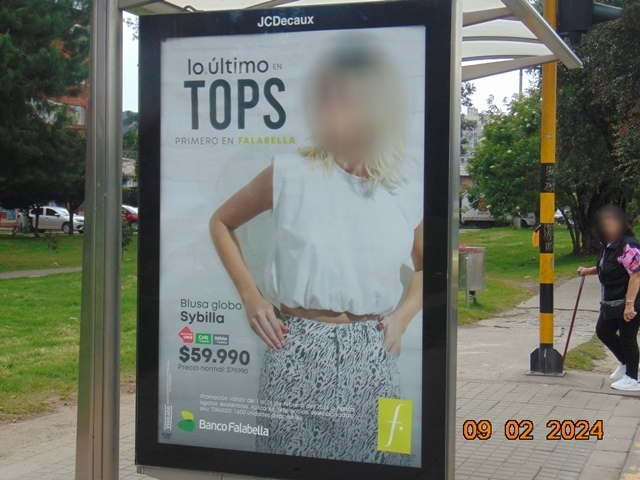 JCDecaux
lo último EN
TOPS
PRIMERO EN FALABELLA
Blusa globo
Sybilla
CMR
$59.990
Precio normal: $79.990
Banco Falabella
f.
09 02 2024